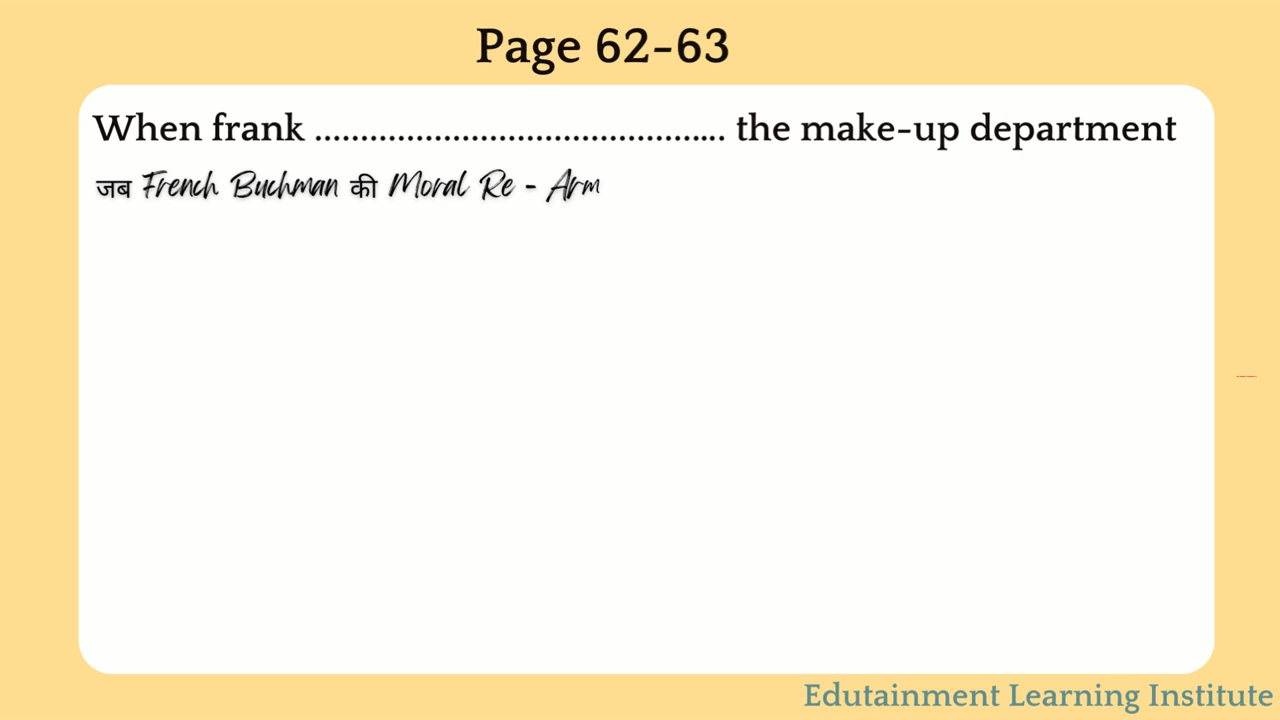 Page 62-63
When frank .............................................. the make-up department
जब French Buchman की Moral Re - Arm
Edutainment Learning Institute